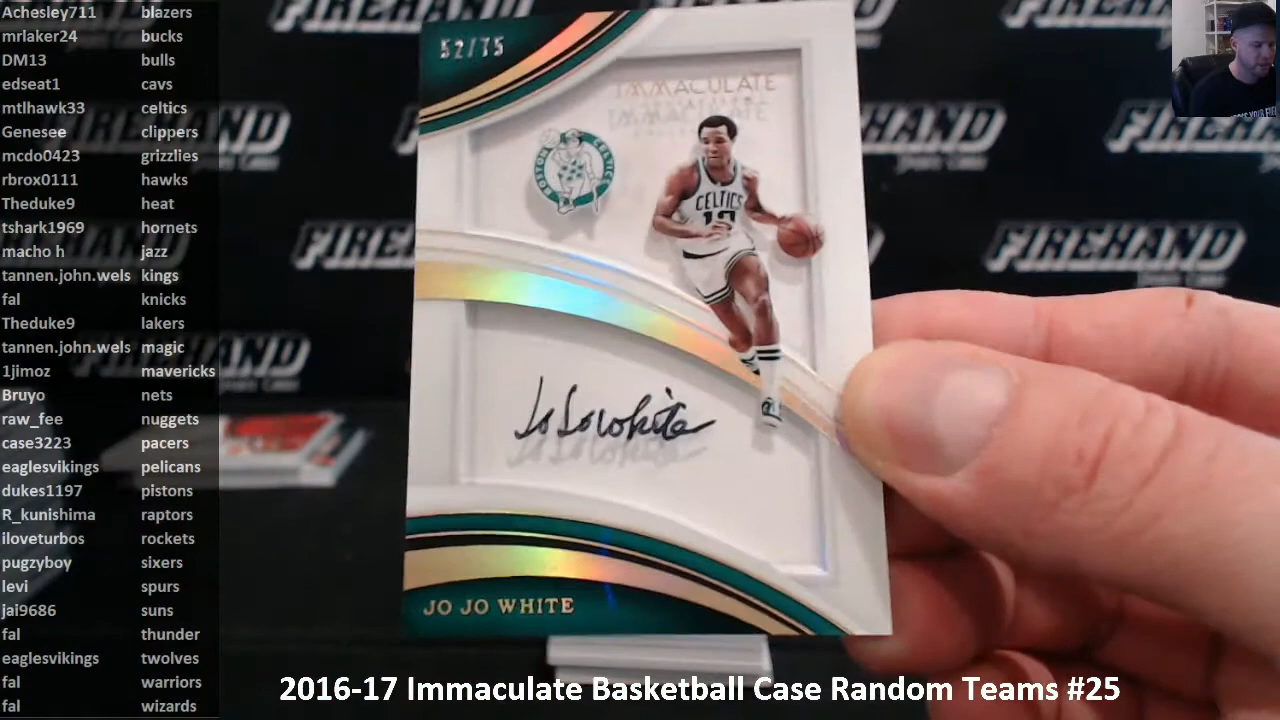 Achesley711 blazers
mrlaker24 bucks
DM13 bulls
edseat1 cavs
mtlhawk33 celtics
Genesee clippers
mcdo0423 grizzlies
rbrox0111 hawks
Theduke9 heat
tshark1969 hornets
macho h jazz
tannen.john.wels kings
fal knicks
Theduke9 lakers
tannen.john.wels magic
1jimoz mavericks
Bruyo nets
raw_fee nuggets
case3223 pacers
eaglesvikings pelicans
dukes1197 pistons
R_kunishima raptors
iloveturbos rockets
pugzyboy sixers
levi spurs
jai9686 suns
fal thunder
eaglesvikings twolves
fal warriors
fal wizards
52/75
IMMACULATE
IMMACULATE
BOSTON CELTICS
CELTICS
10
Jo Jo White
JO JO WHITE
FIREHAND
FIREHAND
FIREHAND
FIREHAND
2016-17 Immaculate Basketball Case Random Teams #25